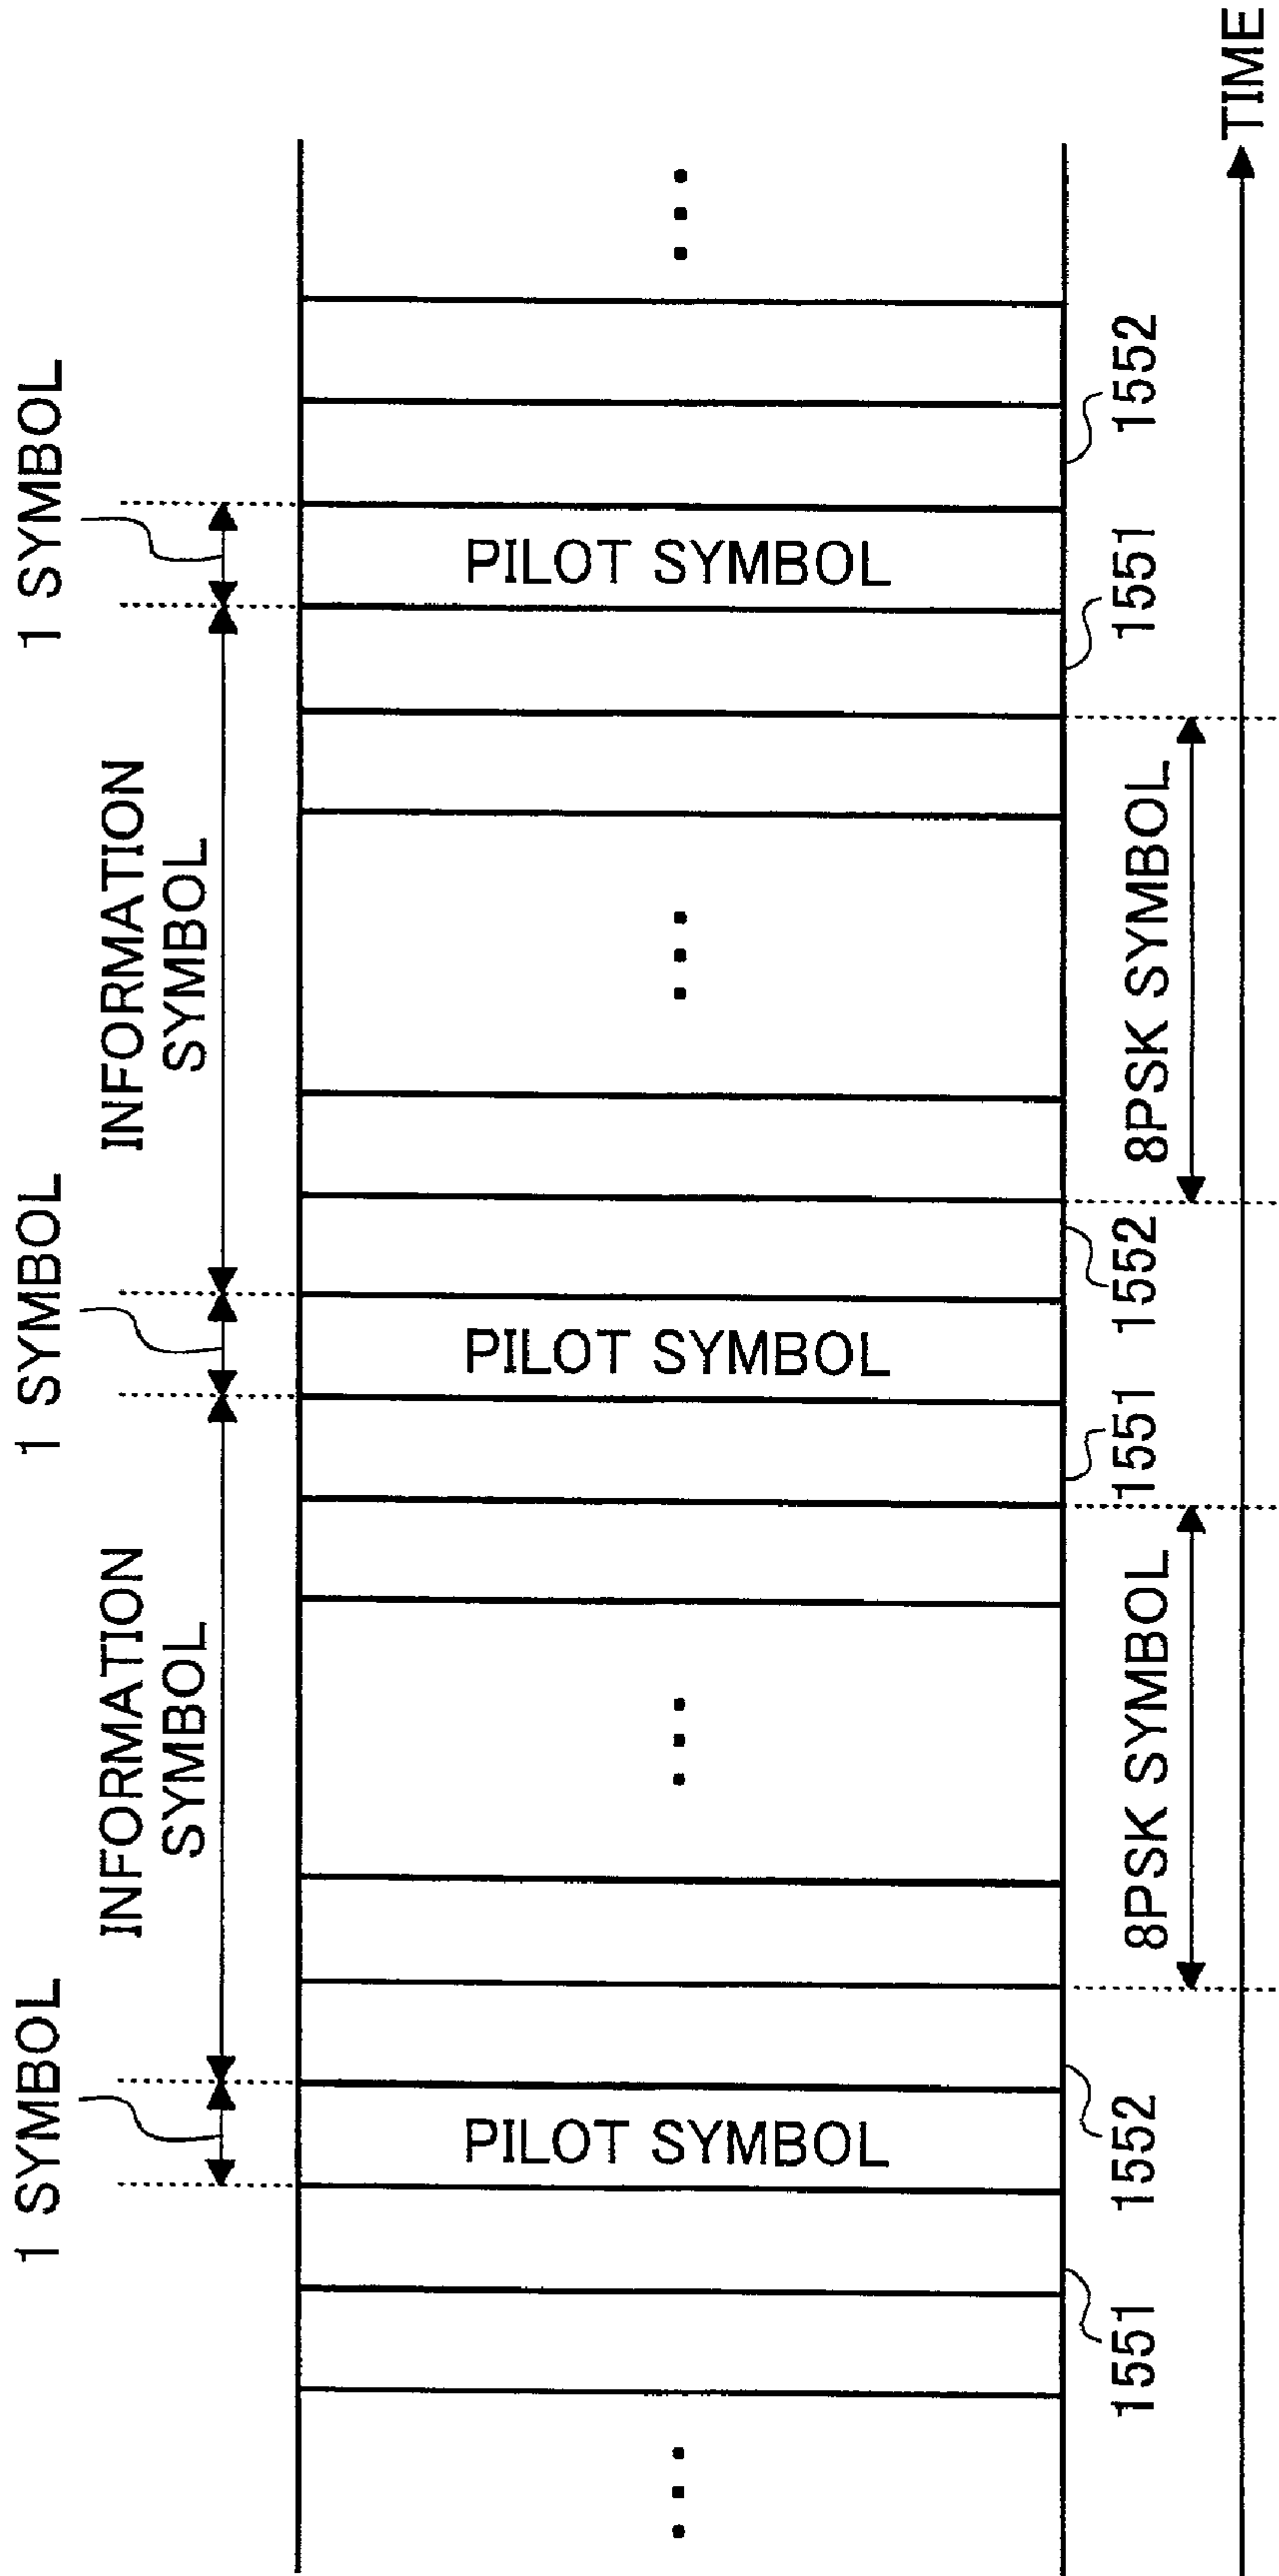 1 SYMBOL
1 SYMBOL
1 SYMBOL
INFORMATION
SYMBOL
INFORMATION
SYMBOL
PILOT SYMBOL
PILOT SYMBOL
PILOT SYMBOL
1551
1552
8PSK SYMBOL
1551
1552
8PSK SYMBOL
1551
1552
TIME